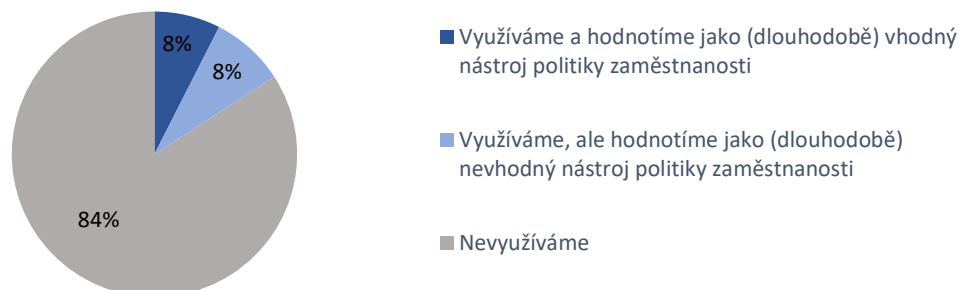 8%
8%
84%
Využíváme a hodnotíme jako (dlouhodobě) vhodný
nástroj politiky zaměstnanosti
Využíváme, ale hodnotíme jako (dlouhodobě)
nevhodný nástroj politiky zaměstnanosti
Nevyužíváme